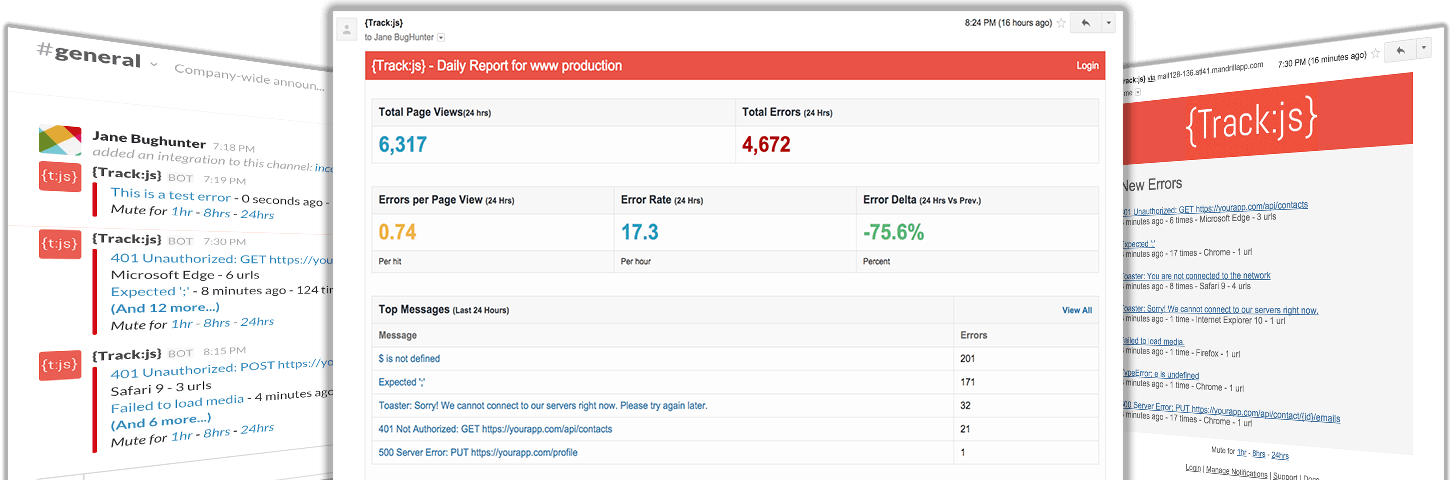 #general
Company-wide announ...
Jane Bughunter 7:18 PM
added an integration to this channel: inco
{t:js}
{Track:js} BOT 7:19 PM
This is a test error - 0 seconds ago -
Mute for 1hr - 8hrs - 24hrs
{t:js}
{Track:js} BOT 7:30 PM
401 Unauthorized: GET https://you
Microsoft Edge - 6 urls
Expected ';' - 8 minutes ago - 124 tin
(And 12 more...)
Mute for 1hr - 8hrs - 24hrs
{t:js}
{Track:js} BOT 8:15 PM
401 Unauthorized: POST https://you
Safari 9 - 3 urls
Failed to load media - 4 minutes ago
(And 6 more...)
Mute for 1hr - 8hrs - 24hrs
{Track:js}
8:24 PM (16 hours ago)
to Jane BugHunter
{Track:js} - Daily Report for www production
Login
Total Page Views(24 hrs)
Total Errors (24 Hrs)
6,317
4,672
Errors per Page View (24 Hrs)
Error Rate (24 Hrs)
Error Delta (24 Hrs Vs Prev.)
0.74
17.3
-75.6%
Per hit
Per hour
Percent
Top Messages (Last 24 Hours)
View All
Message
Errors
$ is not defined
201
Expected ';'
171
Toaster: Sorry! We cannot connect to our servers right now. Please try again later.
32
401 Not Authorized: GET https://yourapp.com/api/contacts
21
500 Server Error: PUT https://yourapp.com/profile
1
7:30 PM (16 minutes ago)
Track:js} via mail128-136.atl41.mandrillapp.com
me
{Track:js}
New Errors
401 Unauthorized: GET https://yourapp.com/api/contacts
minutes ago - 6 times - Microsoft Edge - 3 urls
Expected ';'
minutes ago - 17 times - Chrome - 1 url
Toaster: You are not connected to the network
minutes ago - 8 times - Safari 9 - 4 urls
Toaster: Sorry! We cannot connect to our servers right now.
minutes ago - 1 time - Internet Explorer 10 - 1 url
Failed to load media.
minutes ago - 1 time - Firefox - 1 url
TypeError: e is undefined
minutes ago - 1 time - Chrome - 1 url
500 Server Error: PUT https://yourapp.com/api/contact/{id}/emails
minutes ago - 17 times - Chrome - 1 url
Mute for 1hr - 8hrs - 24hrs
Login | Manage Notifications | Support | Docs